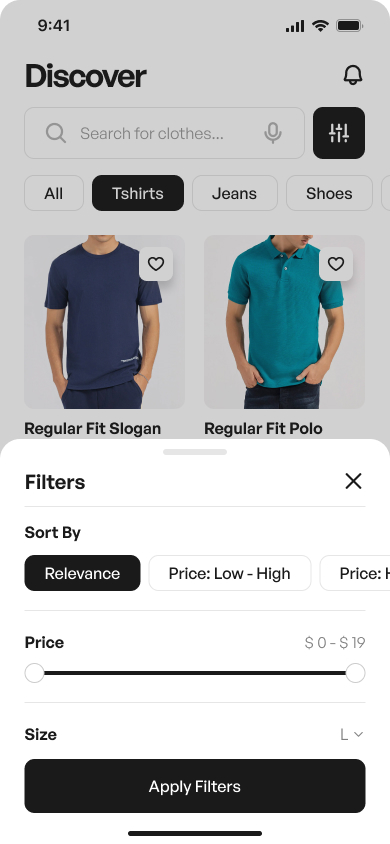 9:41
Discover
Search for clothes...
All Tshirts Jeans Shoes
Regular Fit Slogan Regular Fit Polo
Filters
Sort By
Relevance Price: Low - High Price: H
Price $ 0 - $ 19
Size L
Apply Filters